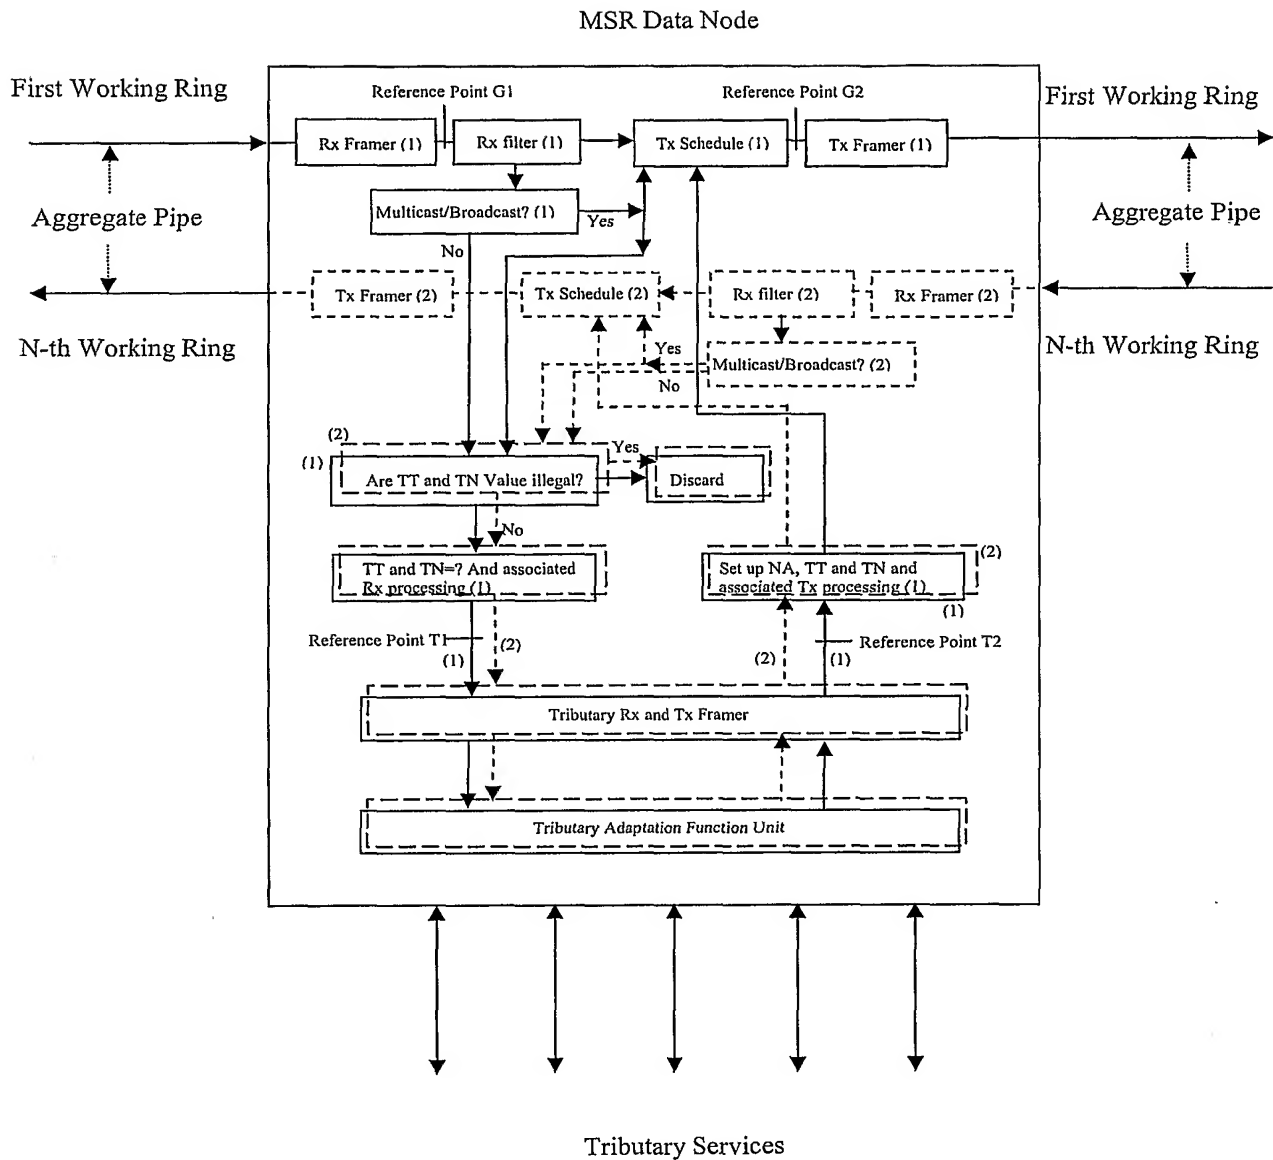 MSR Data Node
First Working Ring
Reference Point G1
Reference Point G2
First Working Ring
Rx Framer (1)
Rx filter (1)
Tx Schedule (1)
Tx Framer (1)
Aggregate Pipe
Multicast/Broadcast? (1)
Yes
Aggregate Pipe
No
Tx Framer (2)
Tx Schedule (2)
Rx filter (2)
Rx Framer (2)
N-th Working Ring
Yes
N-th Working Ring
Multicast/Broadcast? (2)
No
(2)
Yes
(1)
Are TT and TN Value illegal?
Discard
No
TT and TN=? And associated
Rx processing (1)
Set up NA, TT and TN and
associated Tx processing (1)
(2)
(1)
Reference Point T1
(1)
(2)
(2)
(1)
Reference Point T2
Tributary Rx and Tx Framer
Tributary Adaptation Function Unit
Tributary Services